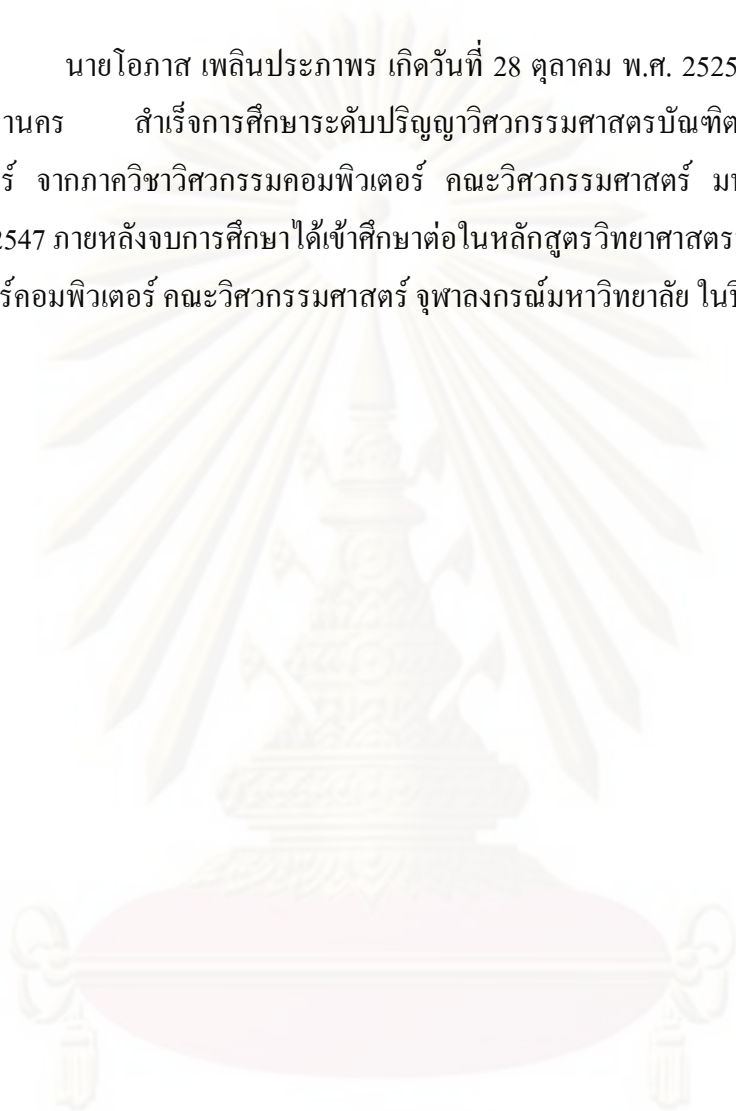 นายโอภาส เพลินประภาพร เกิดวันที่ 28 ตุลาคม พ.ศ. 2525
านคร สำเร็จการศึกษาระดับปริญญาวิศวกรรมศาสตรบัณฑิต
ร์ จากภาควิชาวิศวกรรมคอมพิวเตอร์ คณะวิศวกรรมศาสตร์ มห
2547 ภายหลังจบการศึกษาได้เข้าศึกษาต่อในหลักสูตรวิทยาศาสตร
ร์คอมพิวเตอร์ คณะวิศวกรรมศาสตร์ จุฬาลงกรณ์มหาวิทยาลัย ในปี